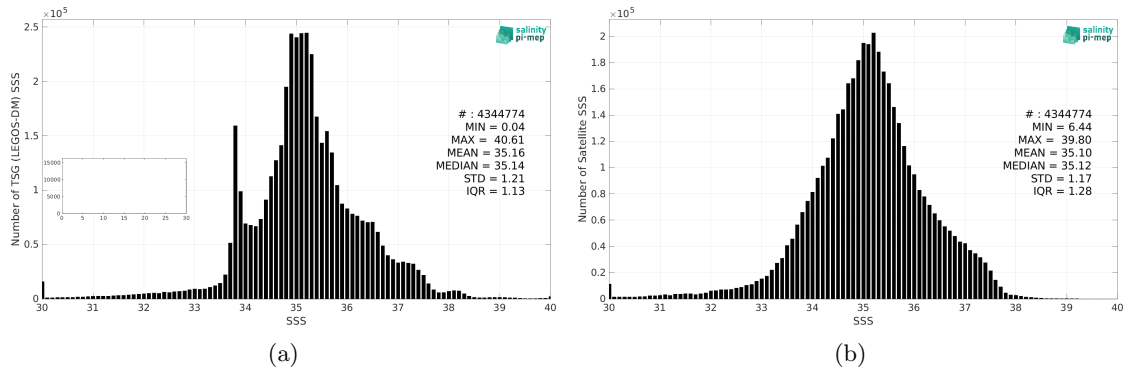 ×10⁵
2.5
2
1.5
1
0.5
0
Number of TSG (LEGOS-DM) SSS
salinity
pi-mep
# : 4344774
MIN = 0.04
MAX = 40.61
MEAN = 35.16
MEDIAN = 35.14
STD = 1.21
IQR = 1.13
15000
10000
5000
0
0 5 10 15 20 25 30
30 31 32 33 34 35 36 37 38 39 40
SSS
(a)
×10⁵
2
1.8
1.6
1.4
1.2
1
0.8
0.6
0.4
0.2
0
Number of Satellite SSS
salinity
pi-mep
# : 4344774
MIN = 6.44
MAX = 39.80
MEAN = 35.10
MEDIAN = 35.12
STD = 1.17
IQR = 1.28
30 31 32 33 34 35 36 37 38 39 40
SSS
(b)